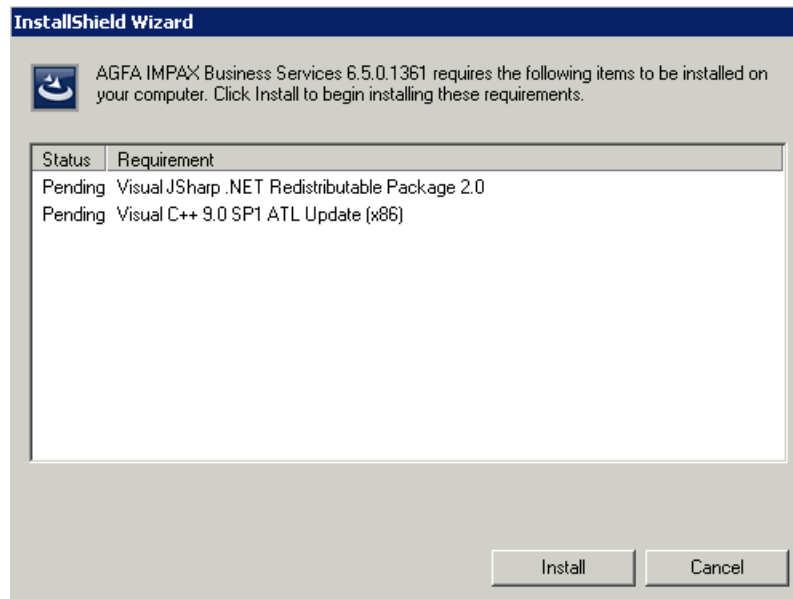 InstallShield Wizard
AGFA IMPAX Business Services 6.5.0.1361 requires the following items to be installed on
your computer. Click Install to begin installing these requirements.
Status Requirement
Pending Visual JSharp .NET Redistributable Package 2.0
Pending Visual C++ 9.0 SP1 ATL Update (x86)
Install Cancel